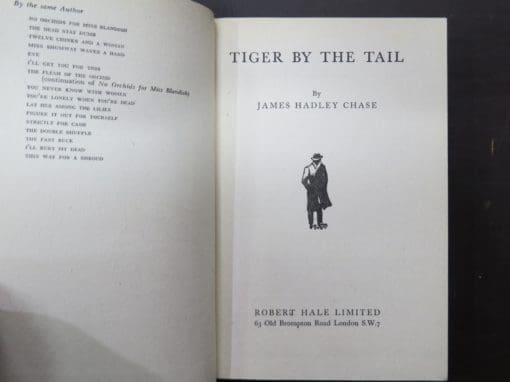 By the same Author
NO ORCHIDS FOR MISS BLANDISH
THE DEAD STAY DUMB
TWELVE CHINKS AND A WOMAN
MISS SHUMWAY WAVES A WAND
EVE
I'LL GET YOU FOR THIS
THE FLESH OF THE ORCHID
(continuation of No Orchids for Miss Blandish)
YOU NEVER KNOW WITH WOMEN
YOU'RE LONELY WHEN YOU'RE DEAD
LAY HER AMONG THE LILIES
FIGURE IT OUT FOR YOURSELF
STRICTLY FOR CASH
THE DOUBLE SHUFFLE
THE FAST BUCK
I'LL BURY MY DEAD
THIS WAY FOR A SHROUD
TIGER BY THE TAIL
By
JAMES HADLEY CHASE
ROBERT HALE LIMITED
63 Old Brompton Road London S.W.7